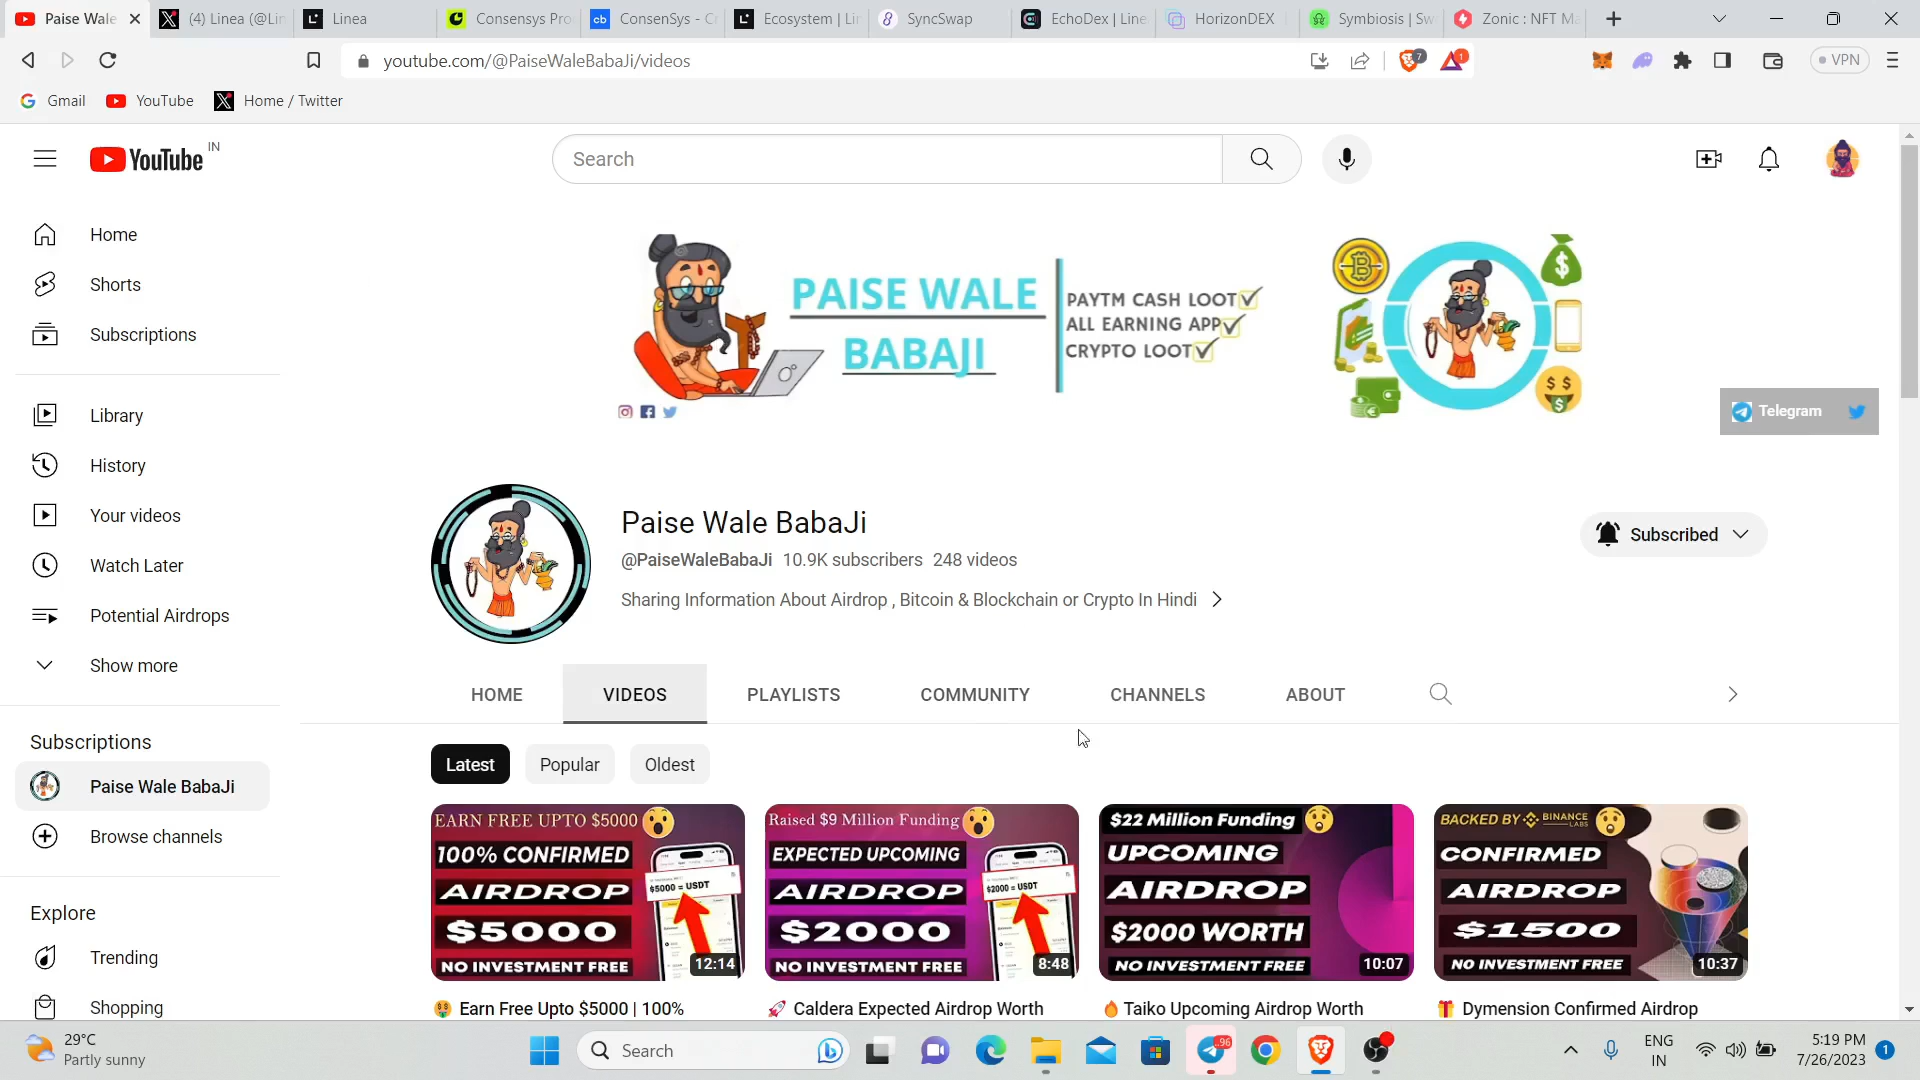 Paise Wale
(4) Linea (@Lin
Linea
Consensys Pro
ConsenSys - C
Ecosystem | Lin
SyncSwap
EchoDex | Line
HorizonDEX
Symbiosis | Sw
Zonic : NFT Ma
youtube.com/@PaiseWaleBabaJi/videos
7
1
VPN
Gmail
YouTube
Home / Twitter
YouTube IN
Search
Home
Shorts
Subscriptions
Library
History
Your videos
Watch Later
Potential Airdrops
Show more
Subscriptions
Paise Wale BabaJi
Browse channels
Explore
Trending
Shopping
PAISE WALE
BABAJI
PAYTM CASH LOOT
ALL EARNING APP
CRYPTO LOOT
Telegram
Paise Wale BabaJi
@PaiseWaleBabaJi 10.9K subscribers 248 videos
Sharing Information About Airdrop , Bitcoin & Blockchain or Crypto In Hindi
Subscribed
HOME
VIDEOS
PLAYLISTS
COMMUNITY
CHANNELS
ABOUT
Latest
Popular
Oldest
EARN FREE UPTO $5000
100% CONFIRMED
AIRDROP
$5000
NO INVESTMENT FREE
$5000 = USDT
12:14
🤑 Earn Free Upto $5000 | 100%
Raised $9 Million Funding
EXPECTED UPCOMING
AIRDROP
$2000
NO INVESTMENT FREE
$2000 = USDT
8:48
🚀 Caldera Expected Airdrop Worth
$22 Million Funding
UPCOMING
AIRDROP
$2000 WORTH
NO INVESTMENT FREE
10:07
🔥 Taiko Upcoming Airdrop Worth
BACKED BY BINANCE LABS
CONFIRMED
AIRDROP
$1500
NO INVESTMENT FREE
10:37
🎁 Dymension Confirmed Airdrop
29°C
Partly sunny
Search
96
ENG
IN
5:19 PM
7/26/2023
1